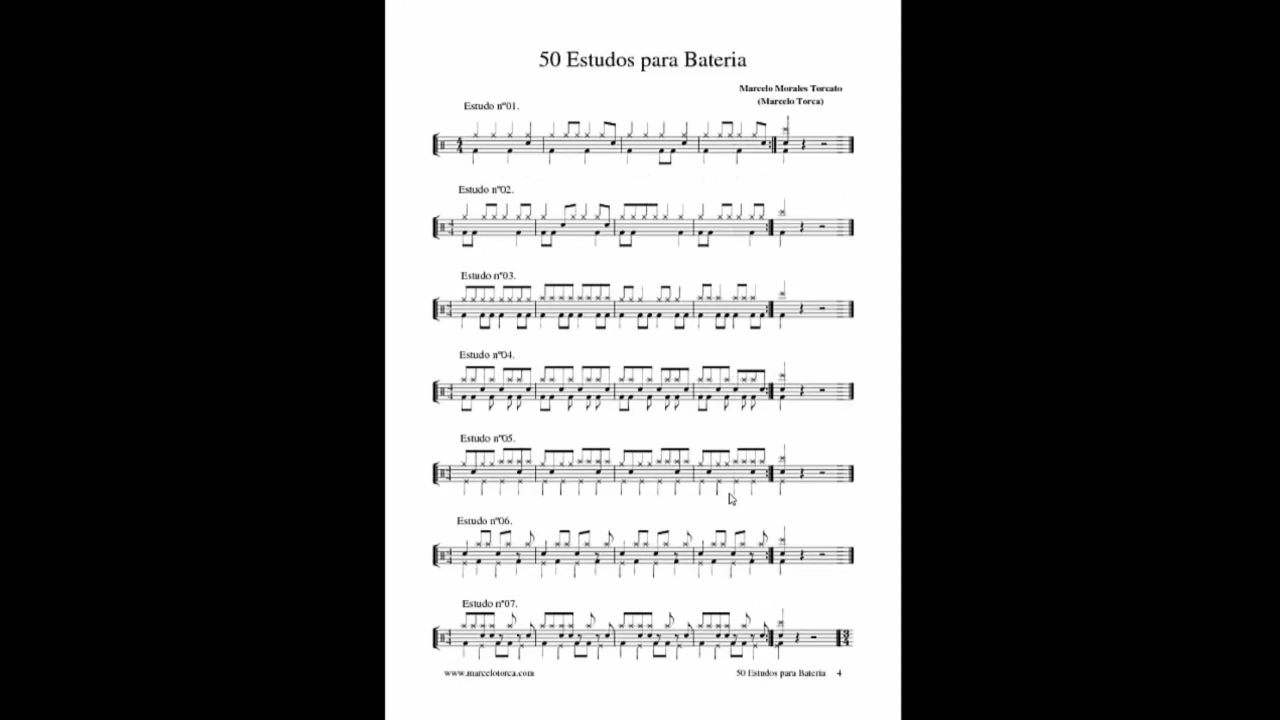 50 Estudos para Bateria
Marcelo Morales Torcato
(Marcelo Torca)
Estudo nº01.
Estudo nº02.
Estudo nº03.
Estudo nº04.
Estudo nº05.
Estudo nº06.
Estudo nº07.
www.marcelotorca.com
50 Estudos para Bateria 4